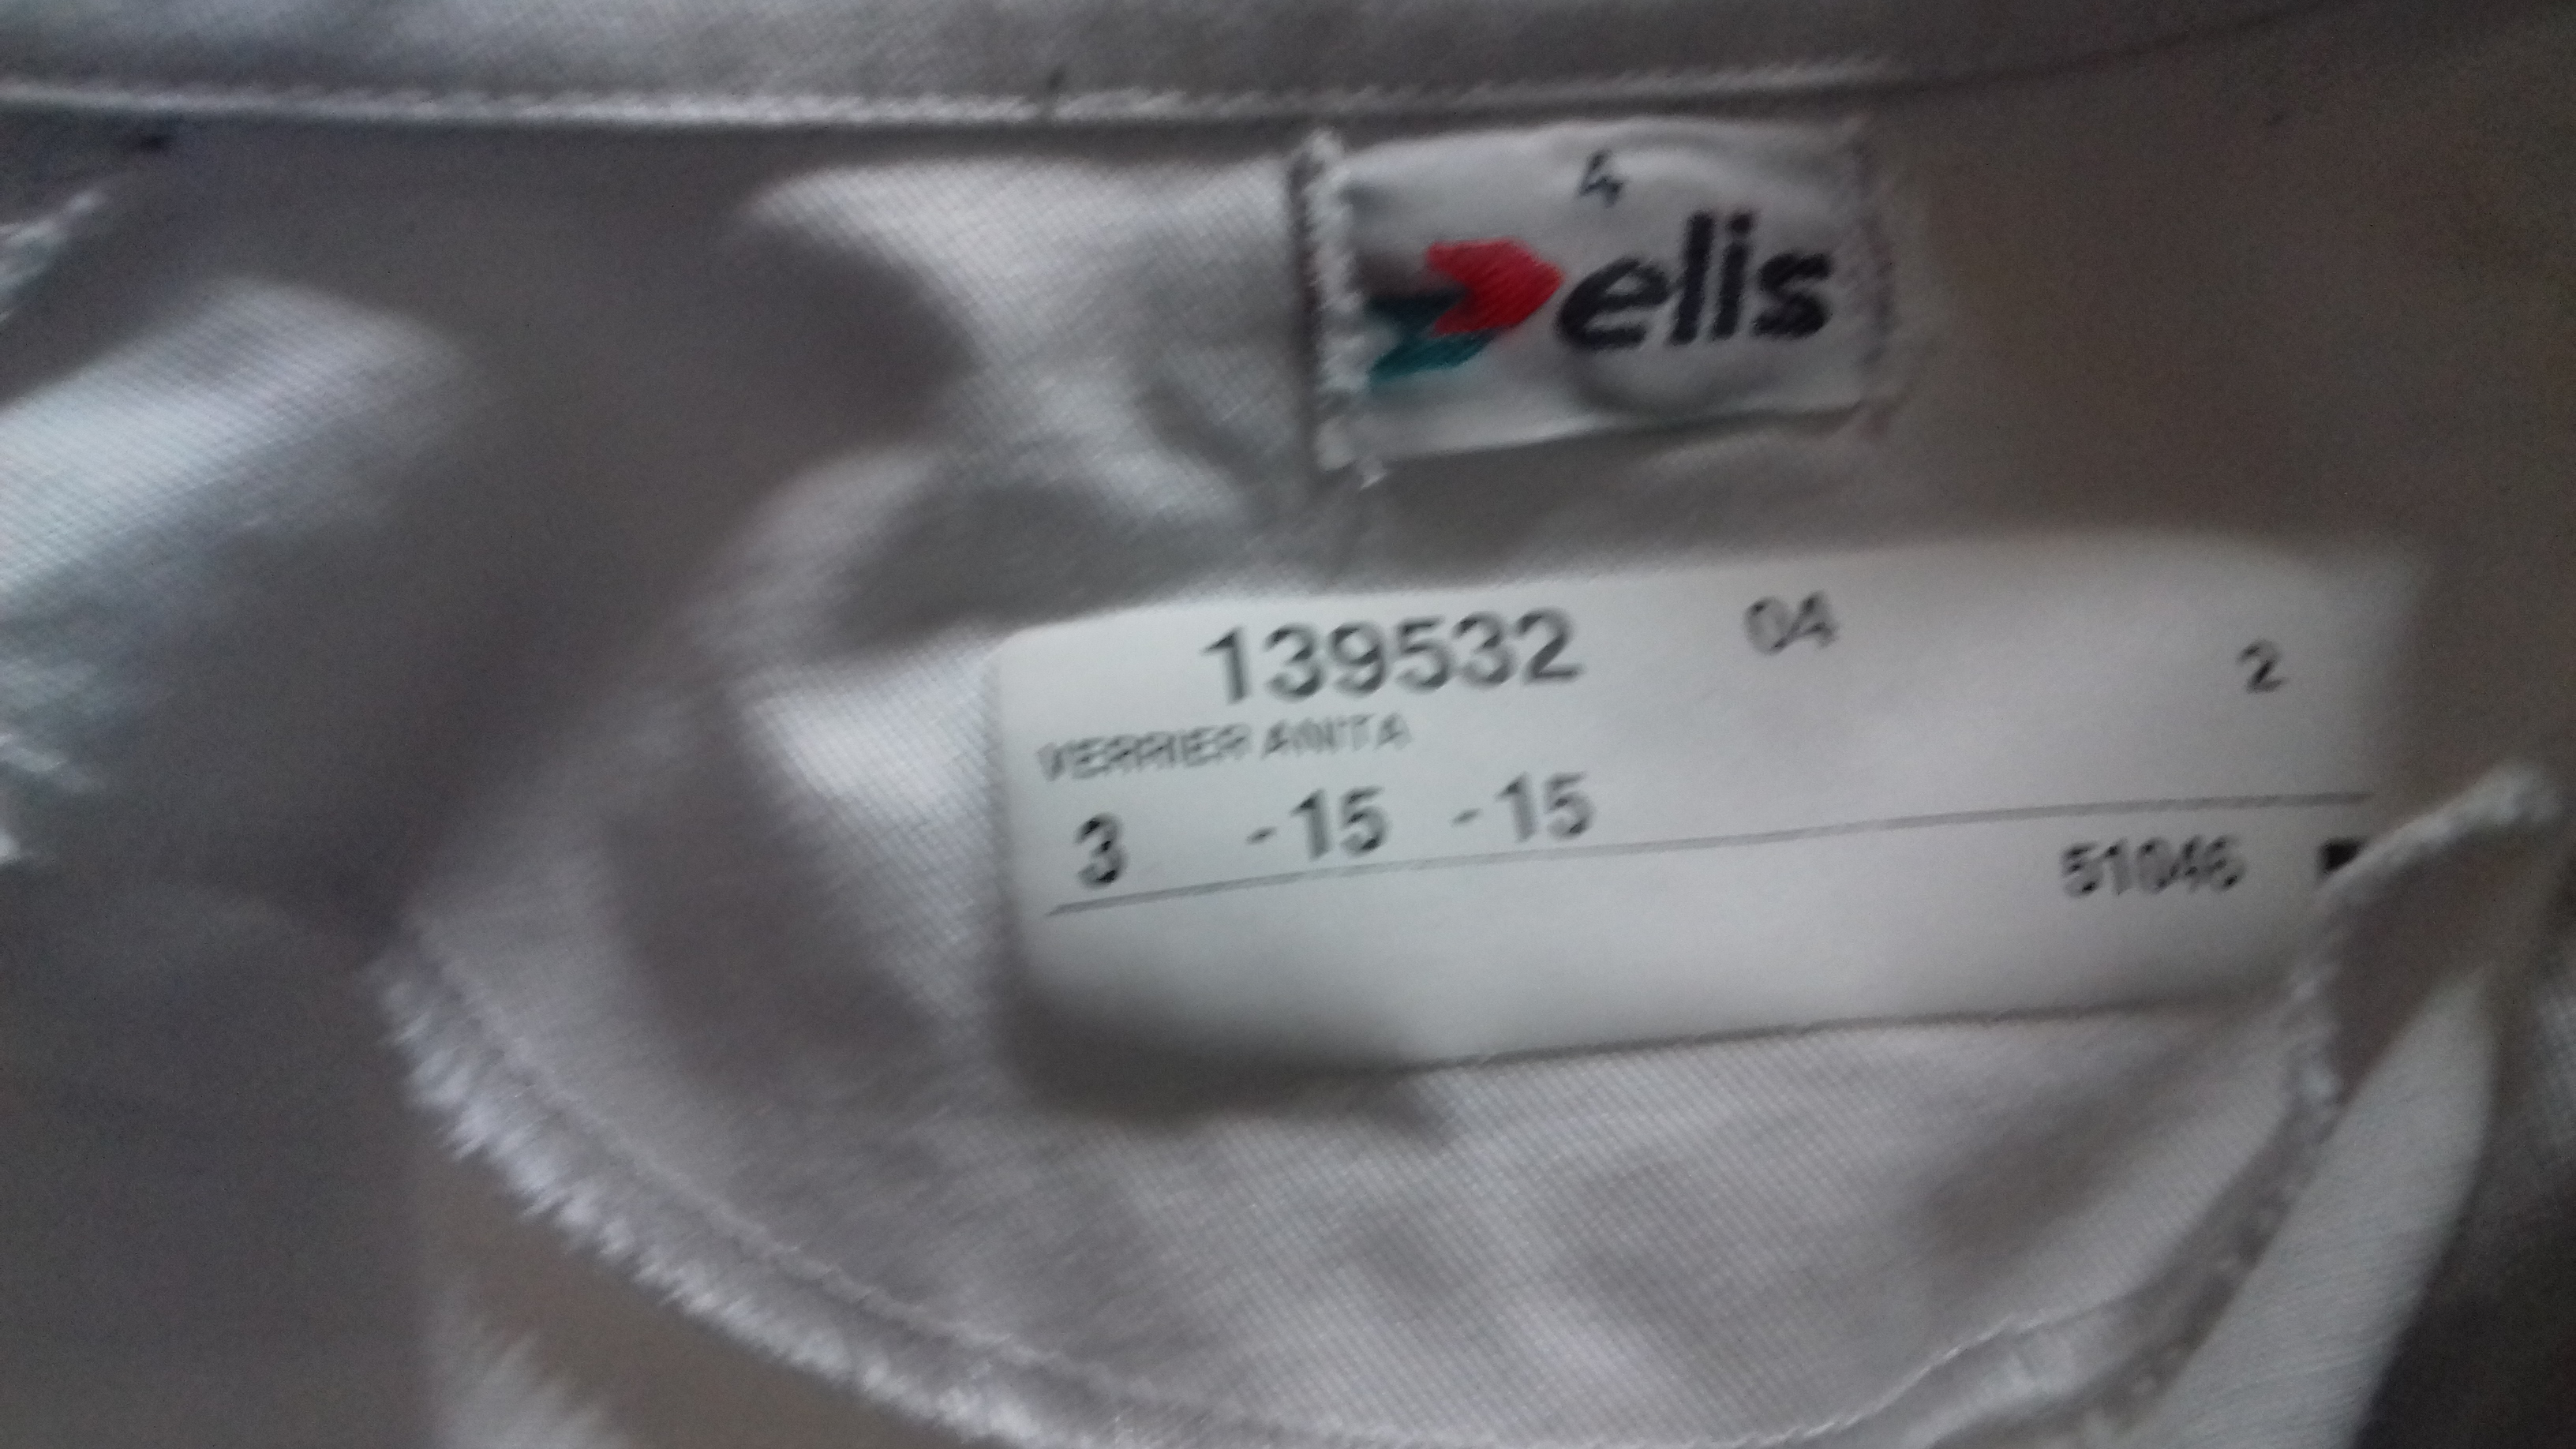 4
elis
139532 04 2
VERRIER ANITA
3 -15 -15
51046